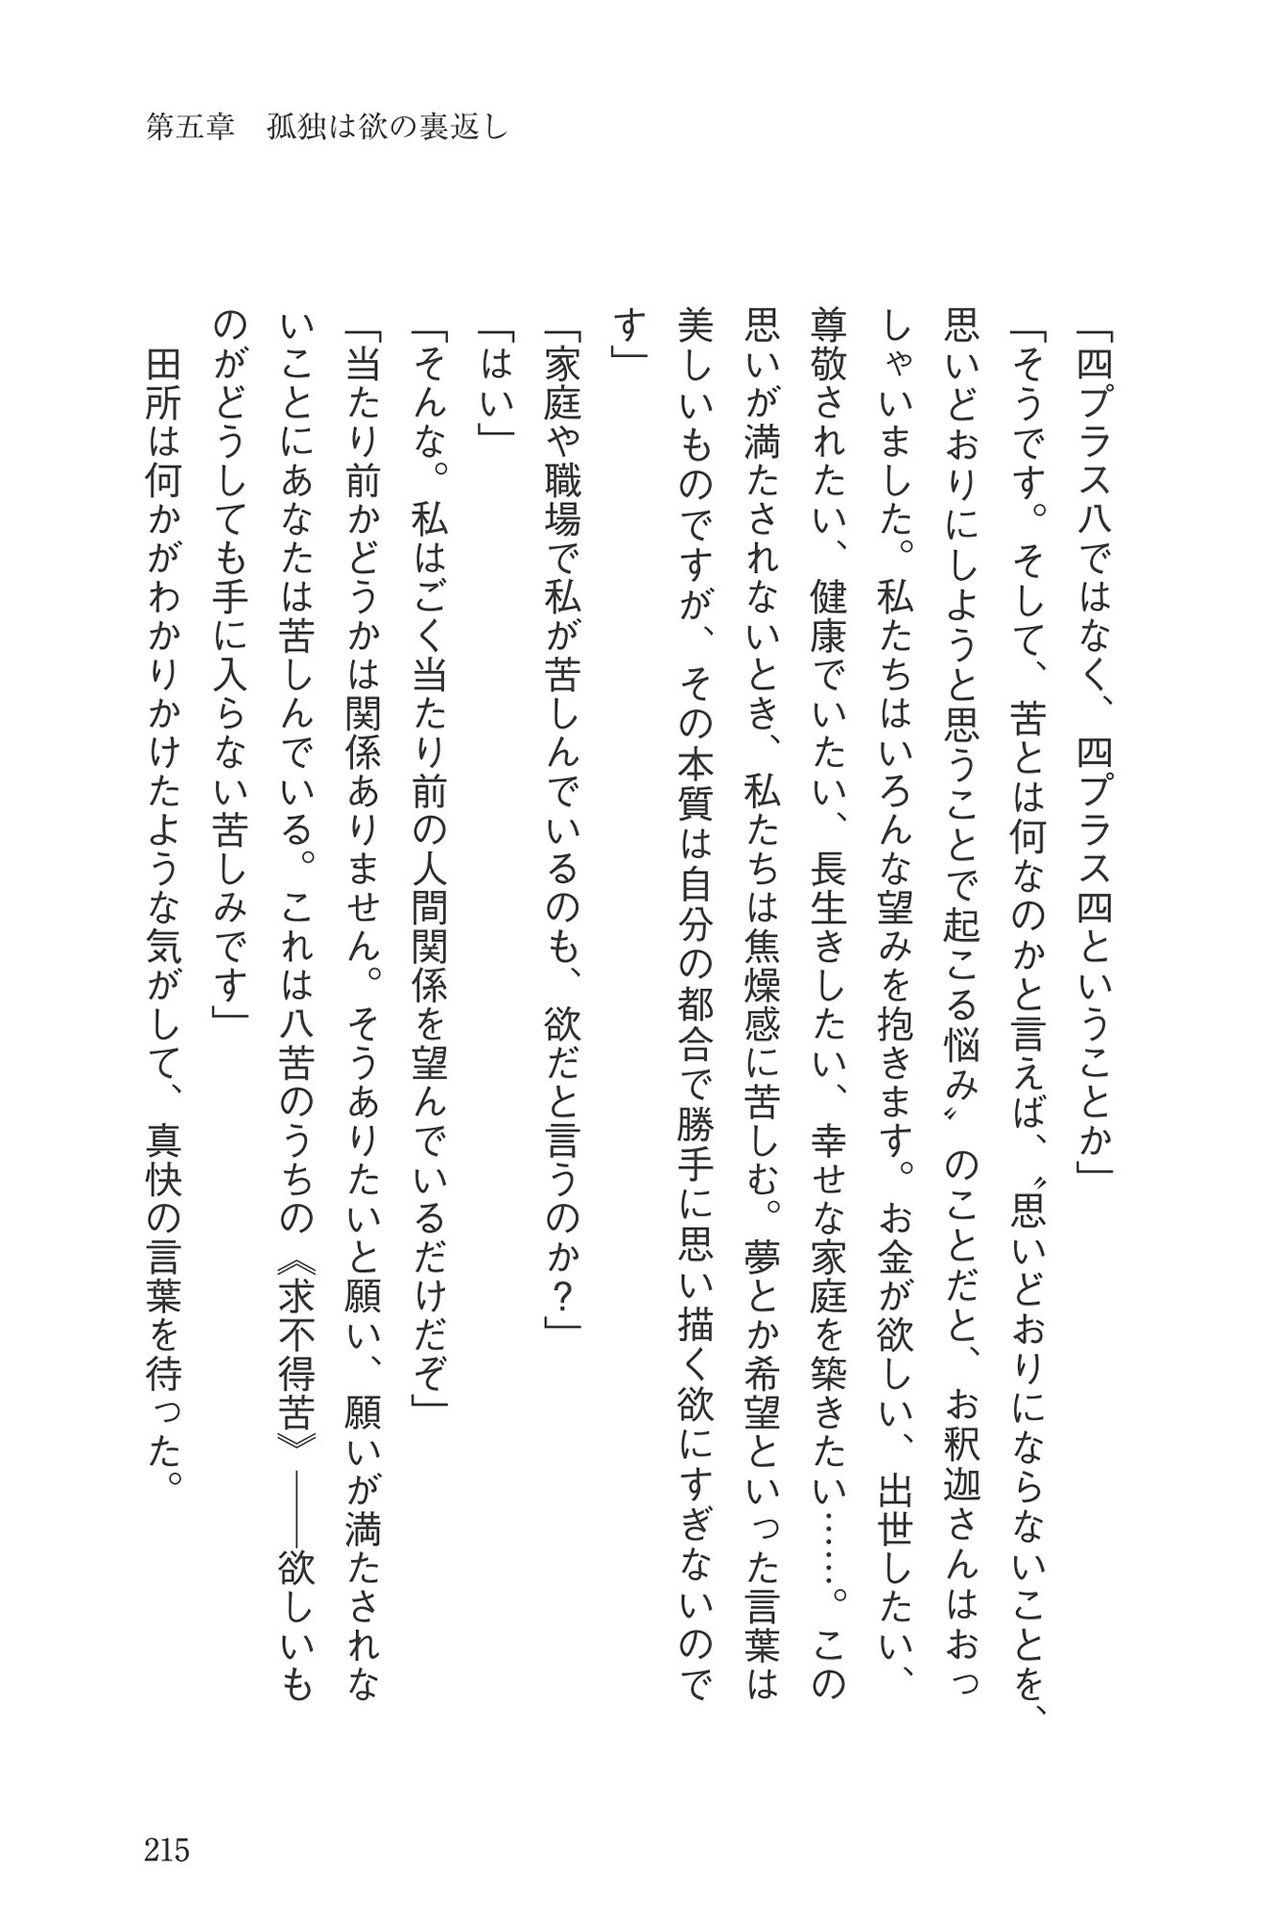 第五章　孤独は欲の裏返し
「四プラス八ではなく、四プラス四ということか」
「そうです。そして、苦とは何なのかと言えば、〝思いどおりにならないことを、
思いどおりにしようと思うことで起こる悩み〟のことだと、お釈迦さんはおっ
しゃいました。私たちはいろんな望みを抱きます。お金が欲しい、出世したい、
尊敬されたい、健康でいたい、長生きしたい、幸せな家庭を築きたい……。この
思いが満たされないとき、私たちは焦燥感に苦しむ。夢とか希望といった言葉は
美しいものですが、その本質は自分の都合で勝手に思い描く欲にすぎないので
す」
「家庭や職場で私が苦しんでいるのも、欲だと言うのか？」
「はい」
「そんな。私はごく当たり前の人間関係を望んでいるだけだぞ」
「当たり前かどうかは関係ありません。そうありたいと願い、願いが満たされな
いことにあなたは苦しんでいる。これは八苦のうちの《求不得苦》――欲しいも
のがどうしても手に入らない苦しみです」
　田所は何かがわかりかけたような気がして、真快の言葉を待った。
215